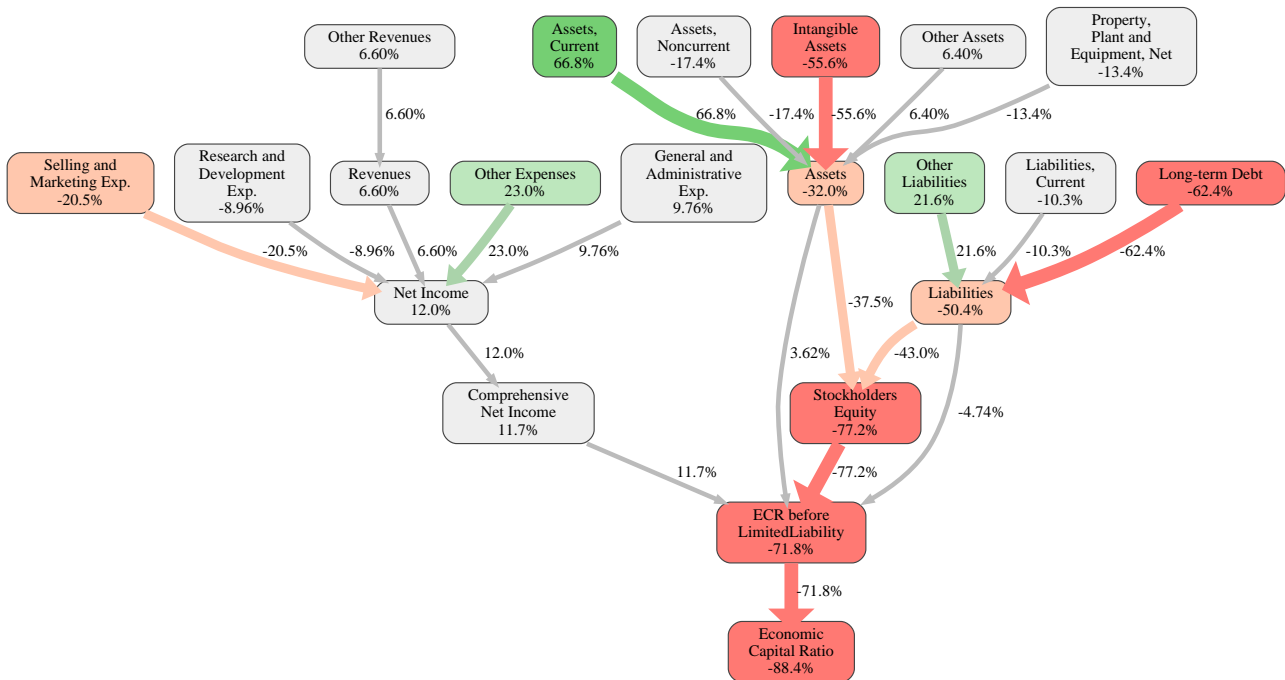 Other Revenues
6.60%
Assets,
Current
66.8%
Assets,
Noncurrent
-17.4%
Intangible
Assets
-55.6%
Other Assets
6.40%
Property,
Plant and
Equipment, Net
-13.4%
6.60%
66.8%
-17.4%
-55.6%
6.40%
-13.4%
Selling and
Marketing Exp.
-20.5%
Research and
Development
Exp.
-8.96%
Revenues
6.60%
Other Expenses
23.0%
General and
Administrative
Exp.
9.76%
Assets
-32.0%
Other
Liabilities
21.6%
Liabilities,
Current
-10.3%
Long-term Debt
-62.4%
-20.5%
-8.96%
6.60%
23.0%
9.76%
21.6%
-10.3%
-62.4%
Net Income
12.0%
-37.5%
Liabilities
-50.4%
12.0%
3.62%
-43.0%
Comprehensive
Net Income
11.7%
Stockholders
Equity
-77.2%
-4.74%
11.7%
-77.2%
ECR before
LimitedLiability
-71.8%
-71.8%
Economic
Capital Ratio
-88.4%